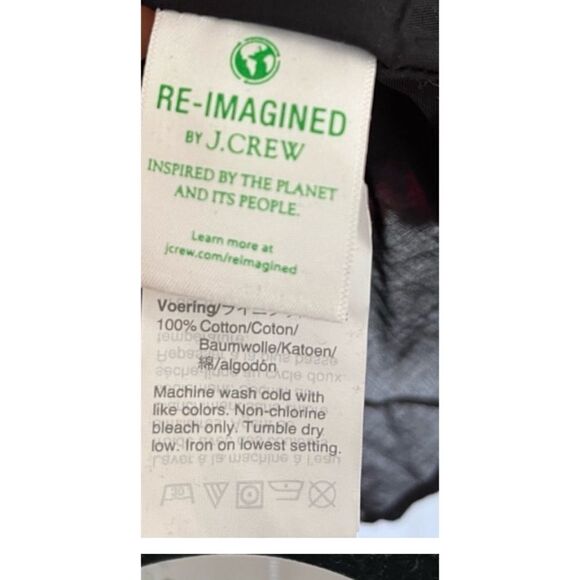 RE-IMAGINED
BY J.CREW
INSPIRED BY THE PLANET
AND ITS PEOPLE.
Learn more at
jcrew.com/reimagined
Voering/
100% Cotton/Coton/
Baumwolle/Katoen/
綿/algodón
Machine wash cold with
like colors. Non-chlorine
bleach only. Tumble dry
low. Iron on lowest setting.
30